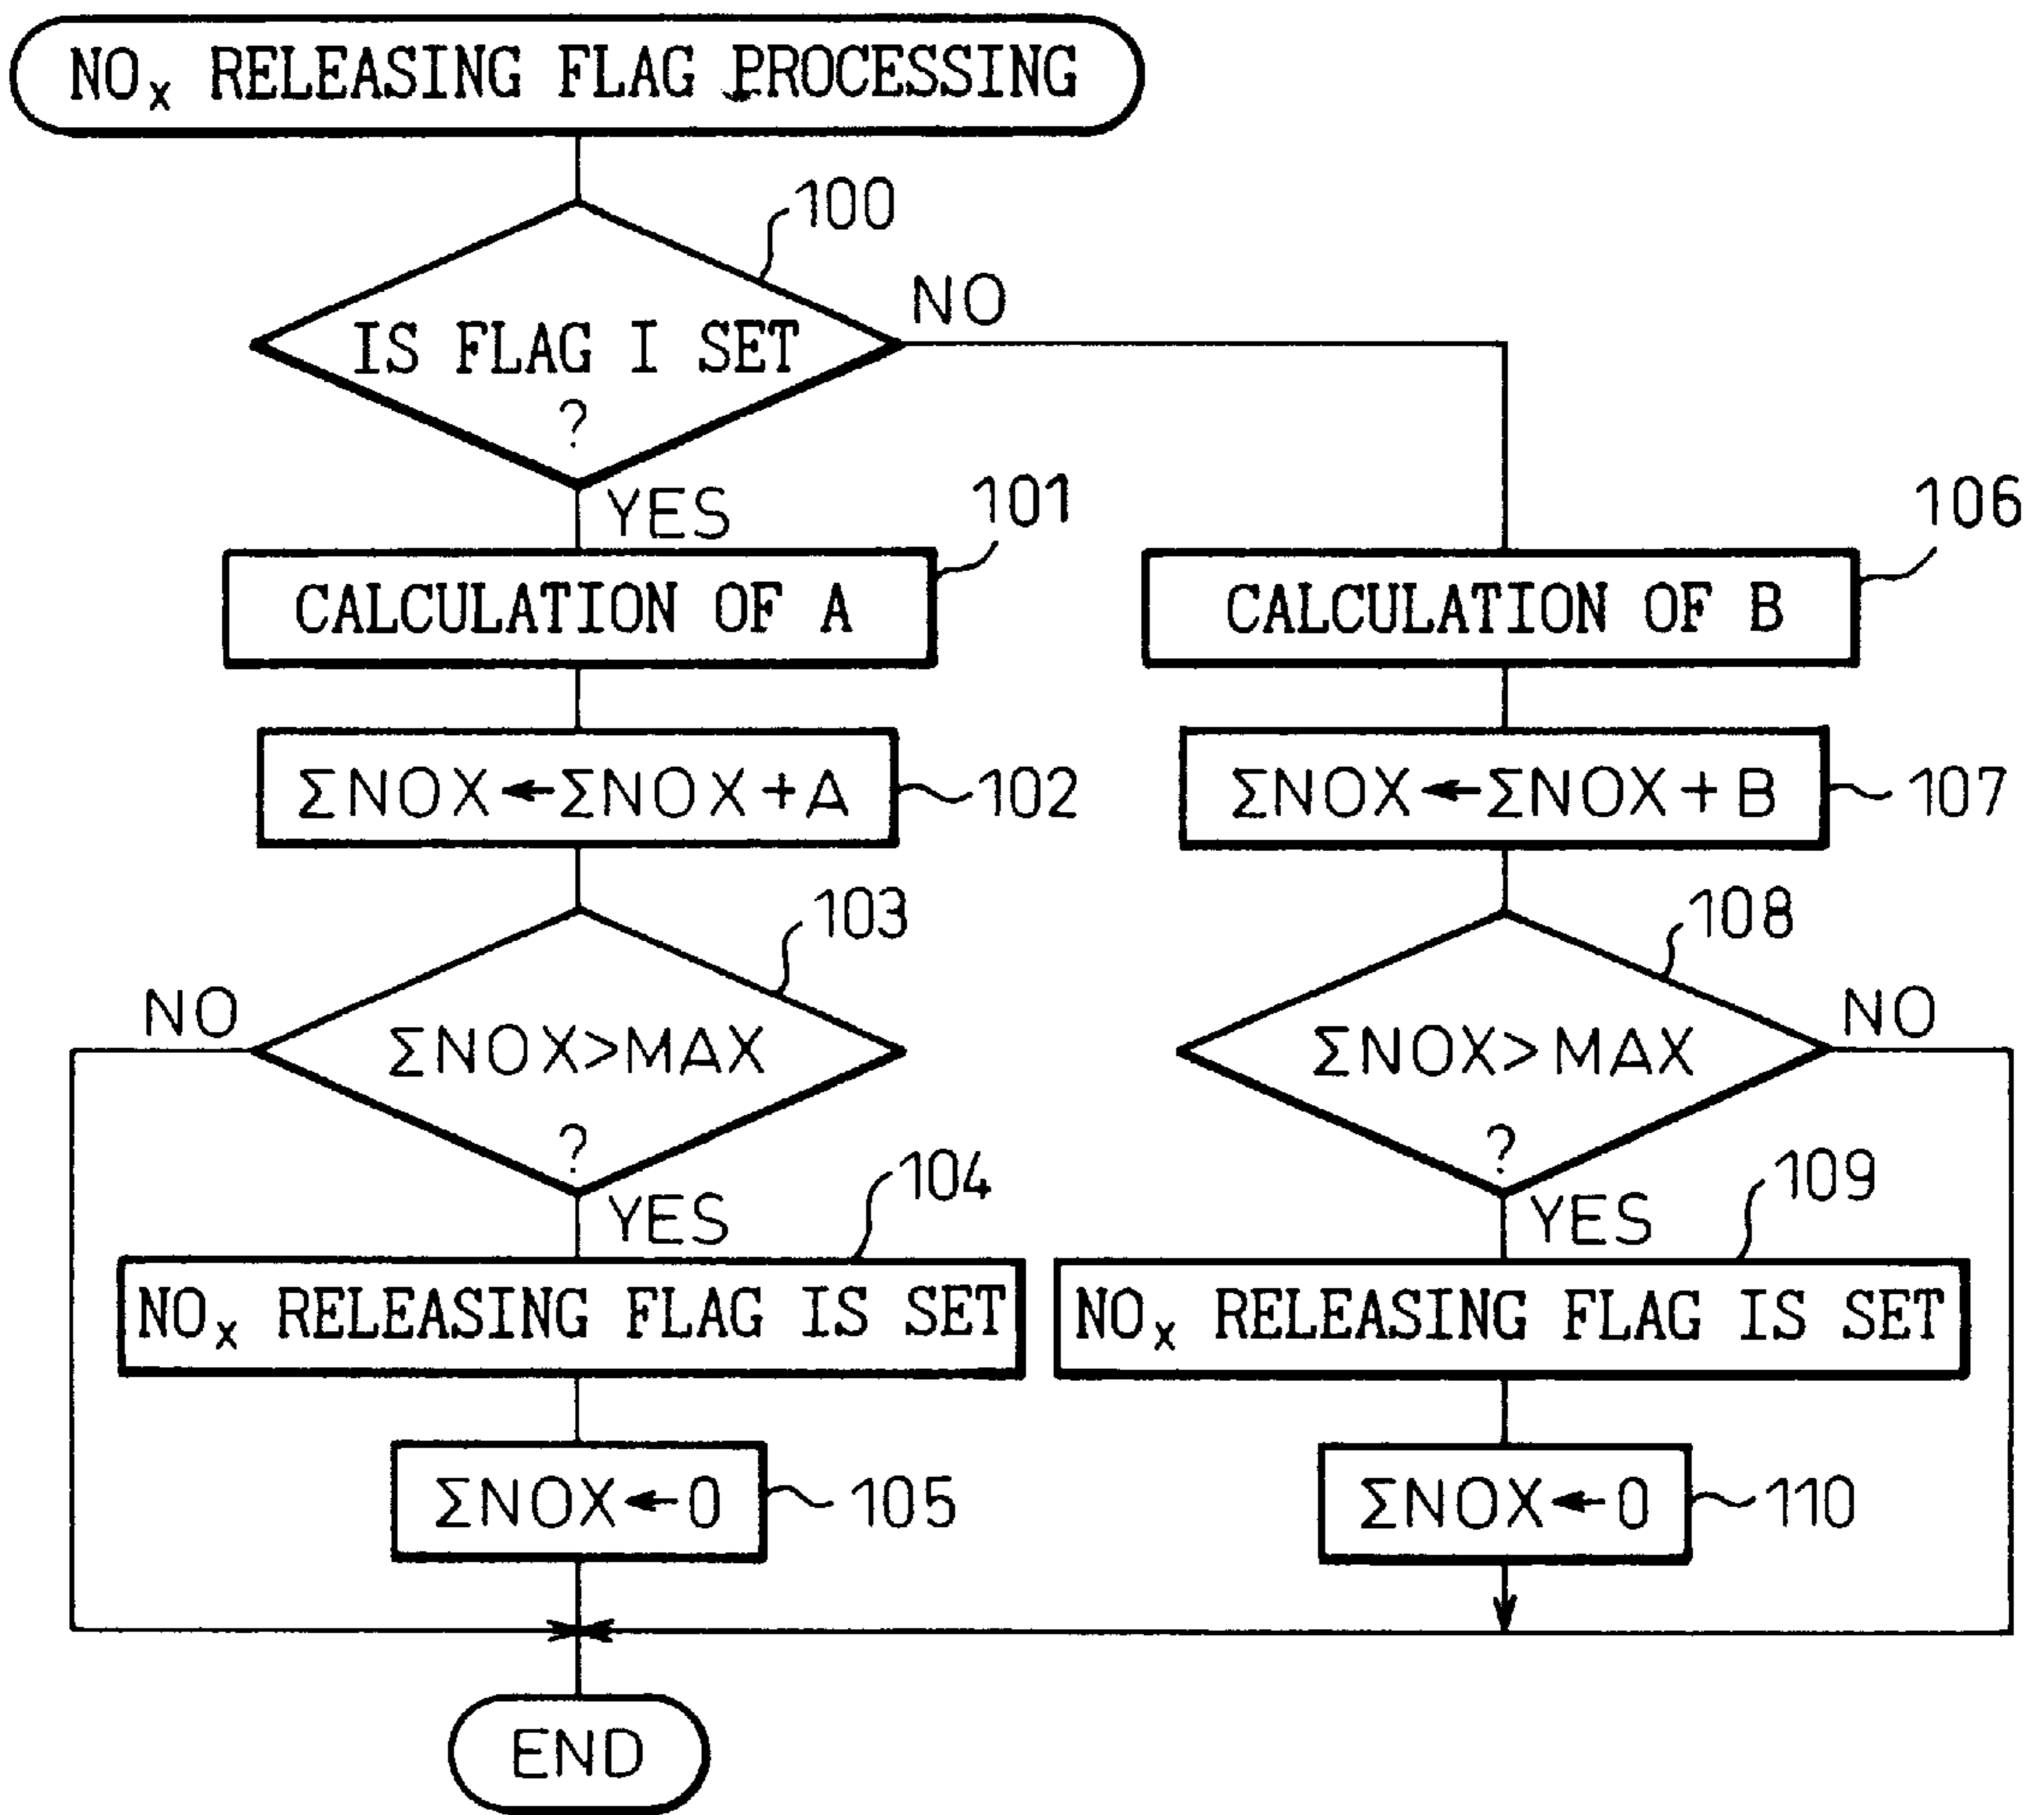 NOx RELEASING FLAG PROCESSING
100
IS FLAG I SET
?
NO
YES
101
CALCULATION OF A
ΣNOX←ΣNOX+A
102
103
ΣNOX>MAX
?
NO
YES
104
NOx RELEASING FLAG IS SET
ΣNOX←0
105
106
CALCULATION OF B
ΣNOX←ΣNOX+B
107
108
ΣNOX>MAX
?
NO
YES
109
NOx RELEASING FLAG IS SET
ΣNOX←0
110
END